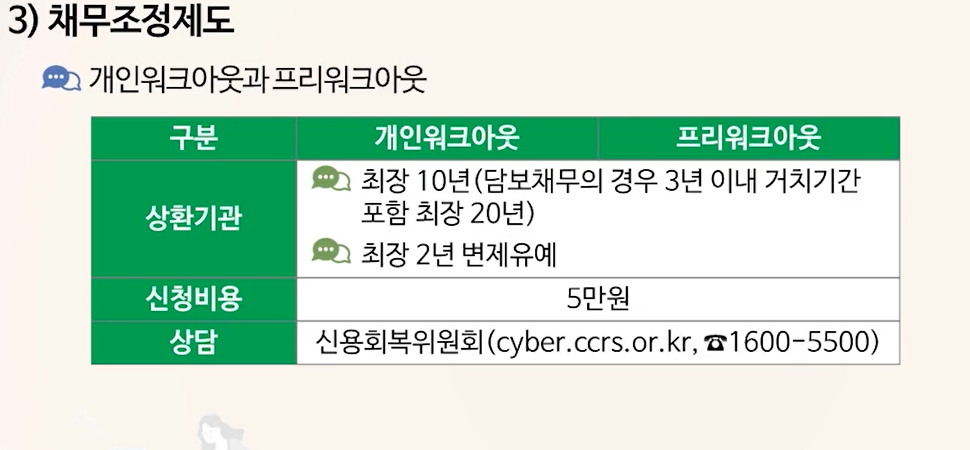 3) 채무조정제도
개인워크아웃과 프리워크아웃
구분 개인워크아웃 프리워크아웃
상환기관
최장 10년(담보채무의 경우 3년 이내 거치기간
포함 최장 20년)
최장 2년 변제유예
신청비용 5만원
상담 신용회복위원회(cyber.ccrs.or.kr, ☎1600-5500)